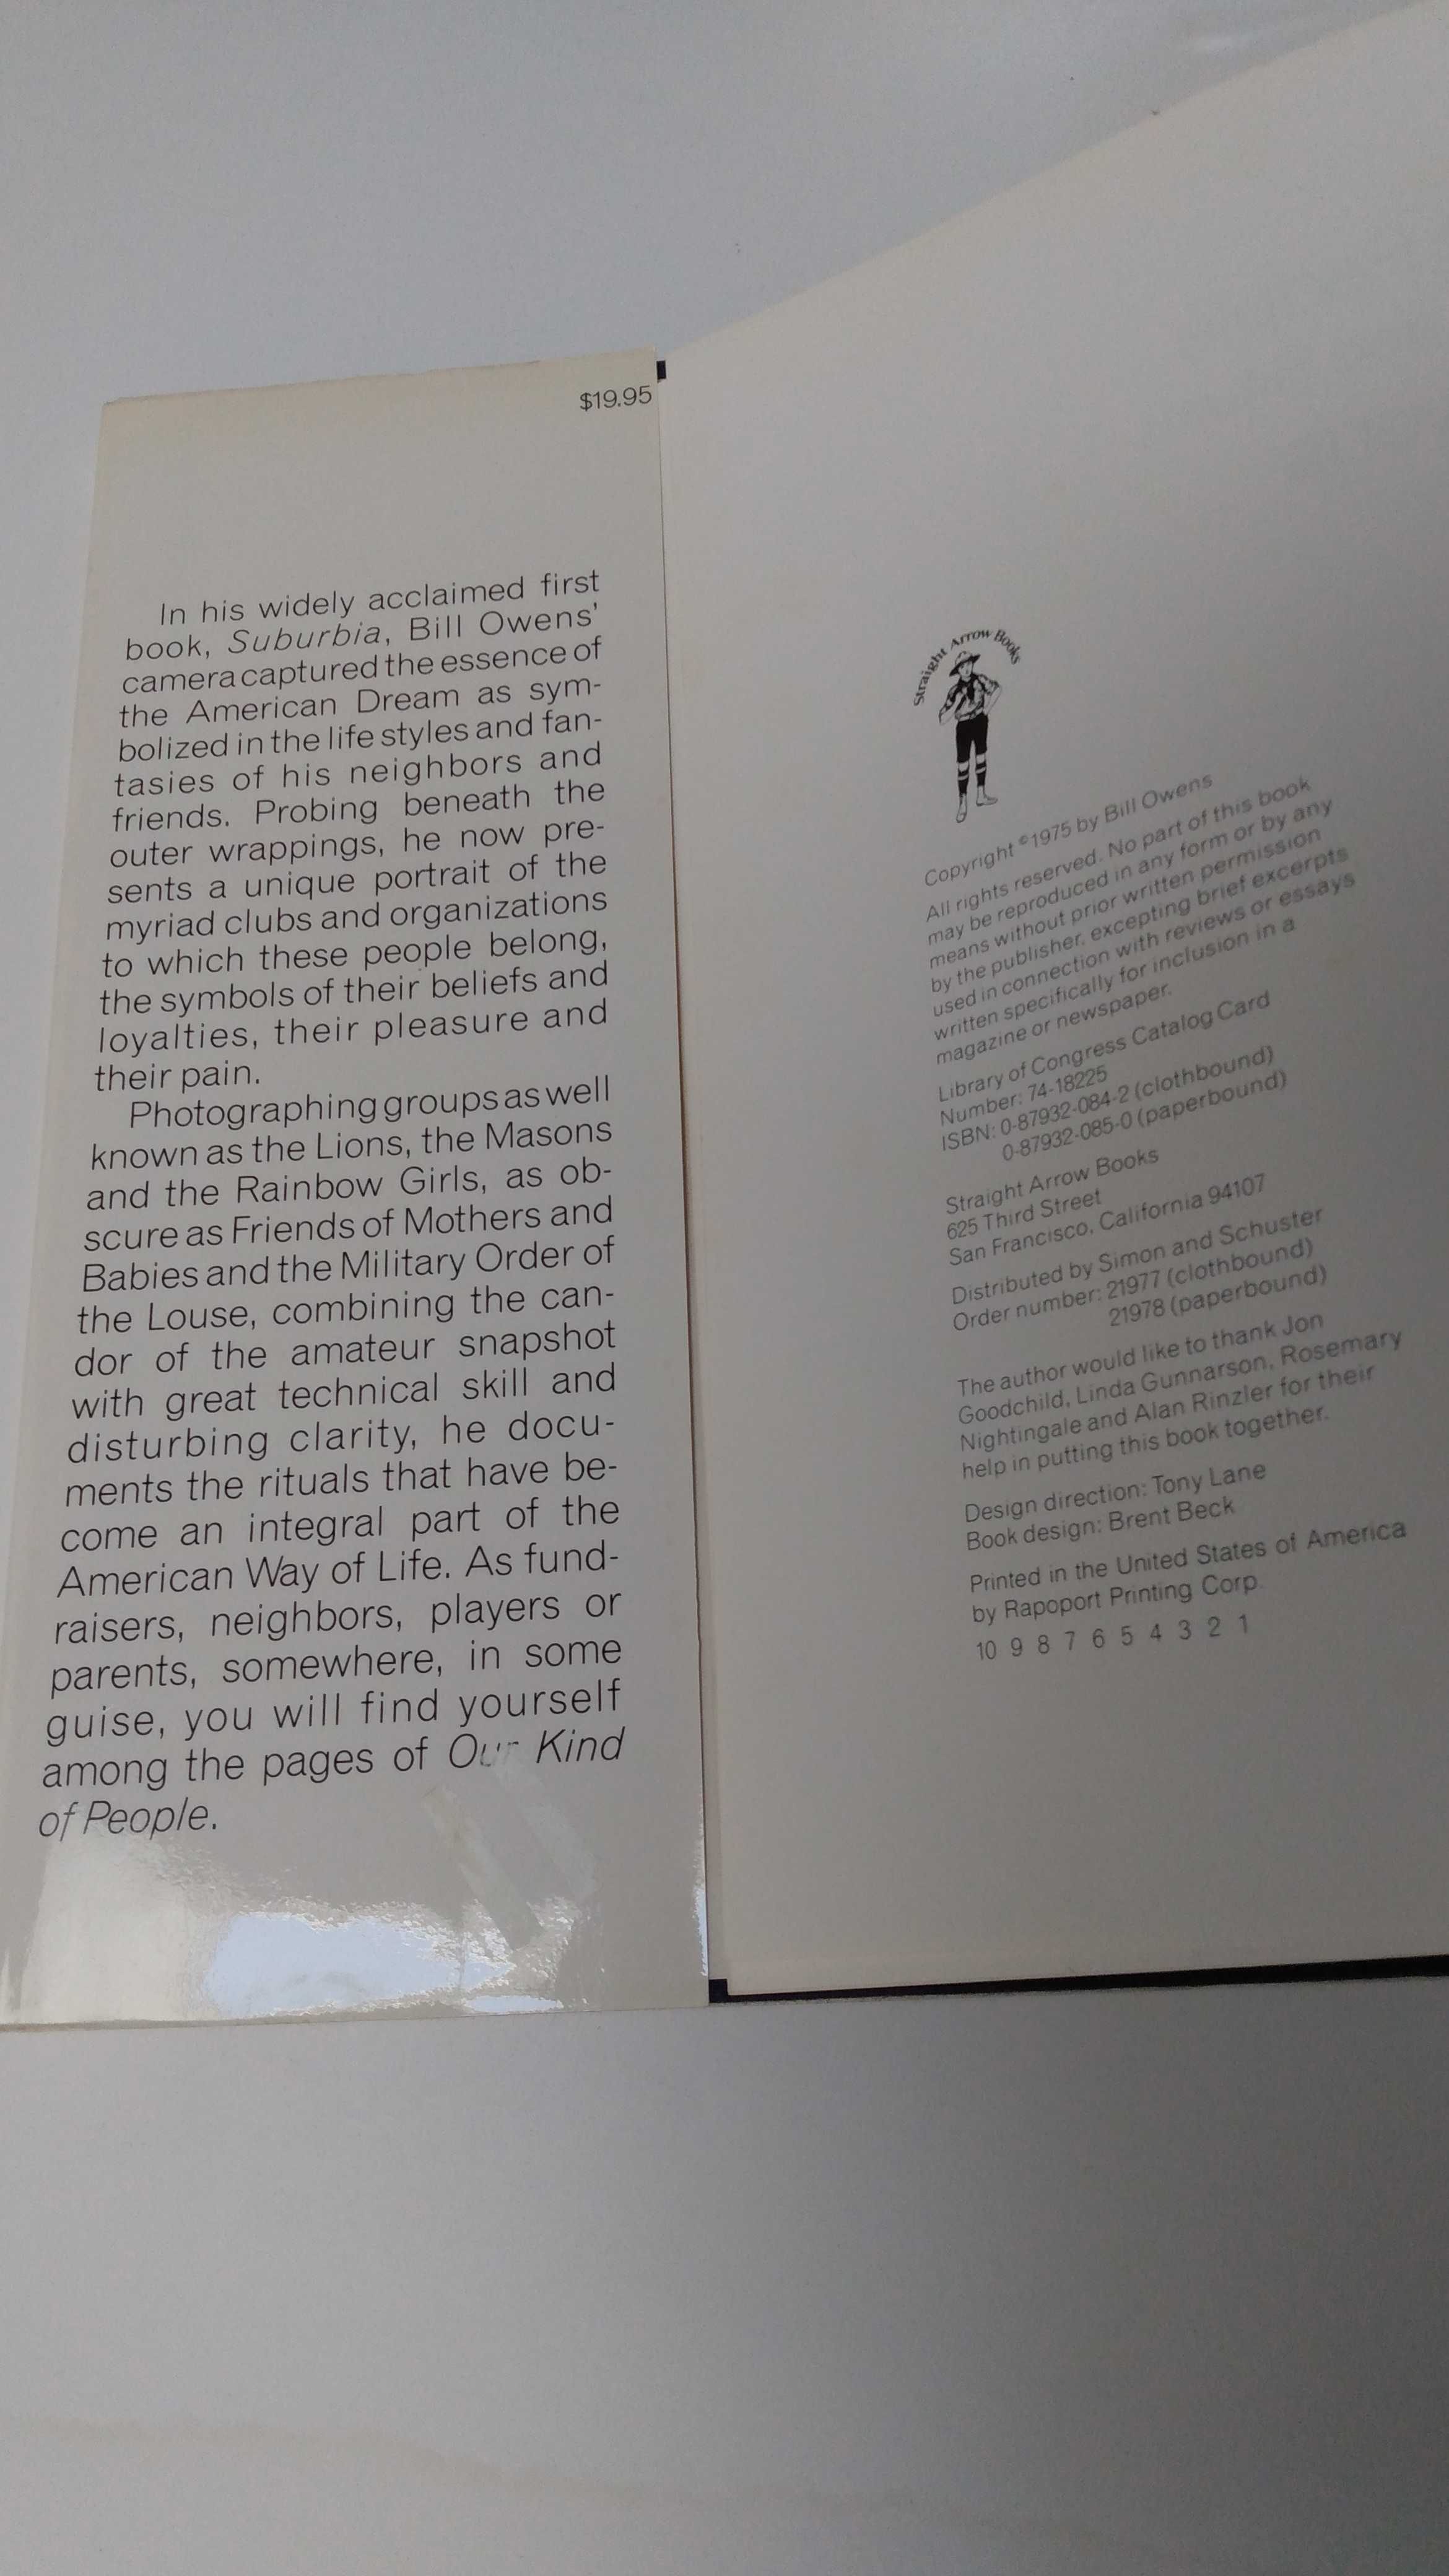 $19.95
In his widely acclaimed first
book, Suburbia, Bill Owens'
camera captured the essence of
the American Dream as sym-
bolized in the life styles and fan-
tasies of his neighbors and
friends. Probing beneath the
outer wrappings, he now pre-
sents a unique portrait of the
myriad clubs and organizations
to which these people belong,
the symbols of their beliefs and
loyalties, their pleasure and
their pain.
Photographing groups as well
known as the Lions, the Masons
and the Rainbow Girls, as ob-
scure as Friends of Mothers and
Babies and the Military Order of
the Louse, combining the can-
dor of the amateur snapshot
with great technical skill and
disturbing clarity, he docu-
ments the rituals that have be-
come an integral part of the
American Way of Life. As fund-
raisers, neighbors, players or
parents, somewhere, in some
guise, you will find yourself
among the pages of Our Kind
of People.
Straight Arrow Books
Copyright ©1975 by Bill Owens
All rights reserved. No part of this book
may be reproduced in any form or by any
means without prior written permission
by the publisher, excepting brief excerpts
used in connection with reviews or essays
written specifically for inclusion in a
magazine or newspaper.
Library of Congress Catalog Card
Number: 74-18225
ISBN: 0-87932-084-2 (clothbound)
0-87932-085-0 (paperbound)
Straight Arrow Books
625 Third Street
San Francisco, California 94107
Distributed by Simon and Schuster
Order number: 21977 (clothbound)
21978 (paperbound)
The author would like to thank Jon
Goodchild, Linda Gunnarson, Rosemary
Nightingale and Alan Rinzler for their
help in putting this book together.
Design direction: Tony Lane
Book design: Brent Beck
Printed in the United States of America
by Rapoport Printing Corp.
10 9 8 7 6 5 4 3 2 1